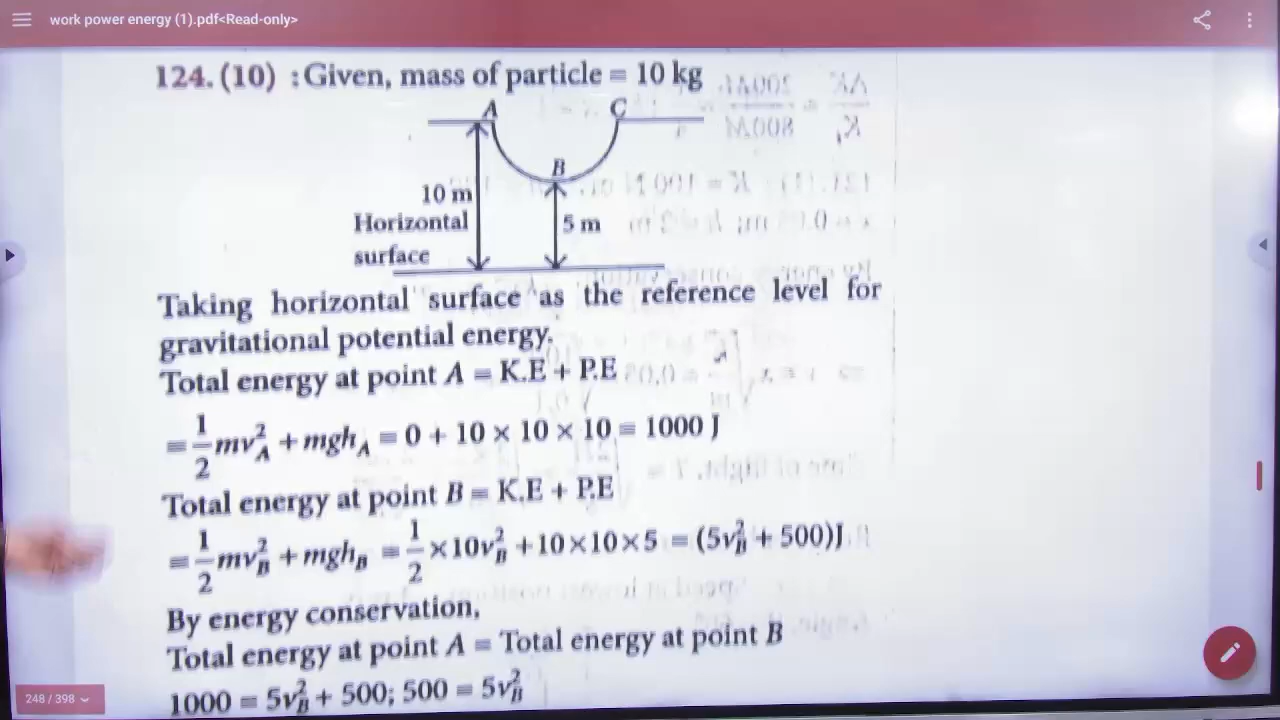 work power energy (1).pdf<Read-only>
124. (10) : Given, mass of particle = 10 kg
A
C
B
10 m
Horizontal
5 m
surface
Taking horizontal surface as the reference level for
gravitational potential energy.
Total energy at point A = K.E + P.E
= 1/2 mv_A^2 + mgh_A = 0 + 10 × 10 × 10 = 1000 J
Total energy at point B = K.E + P.E
= 1/2 mv_B^2 + mgh_B = 1/2 × 10v_B^2 + 10 × 10 × 5 = (5v_B^2 + 500)J
By energy conservation,
Total energy at point A = Total energy at point B
1000 = 5v_B^2 + 500; 500 = 5v_B^2
248 / 398